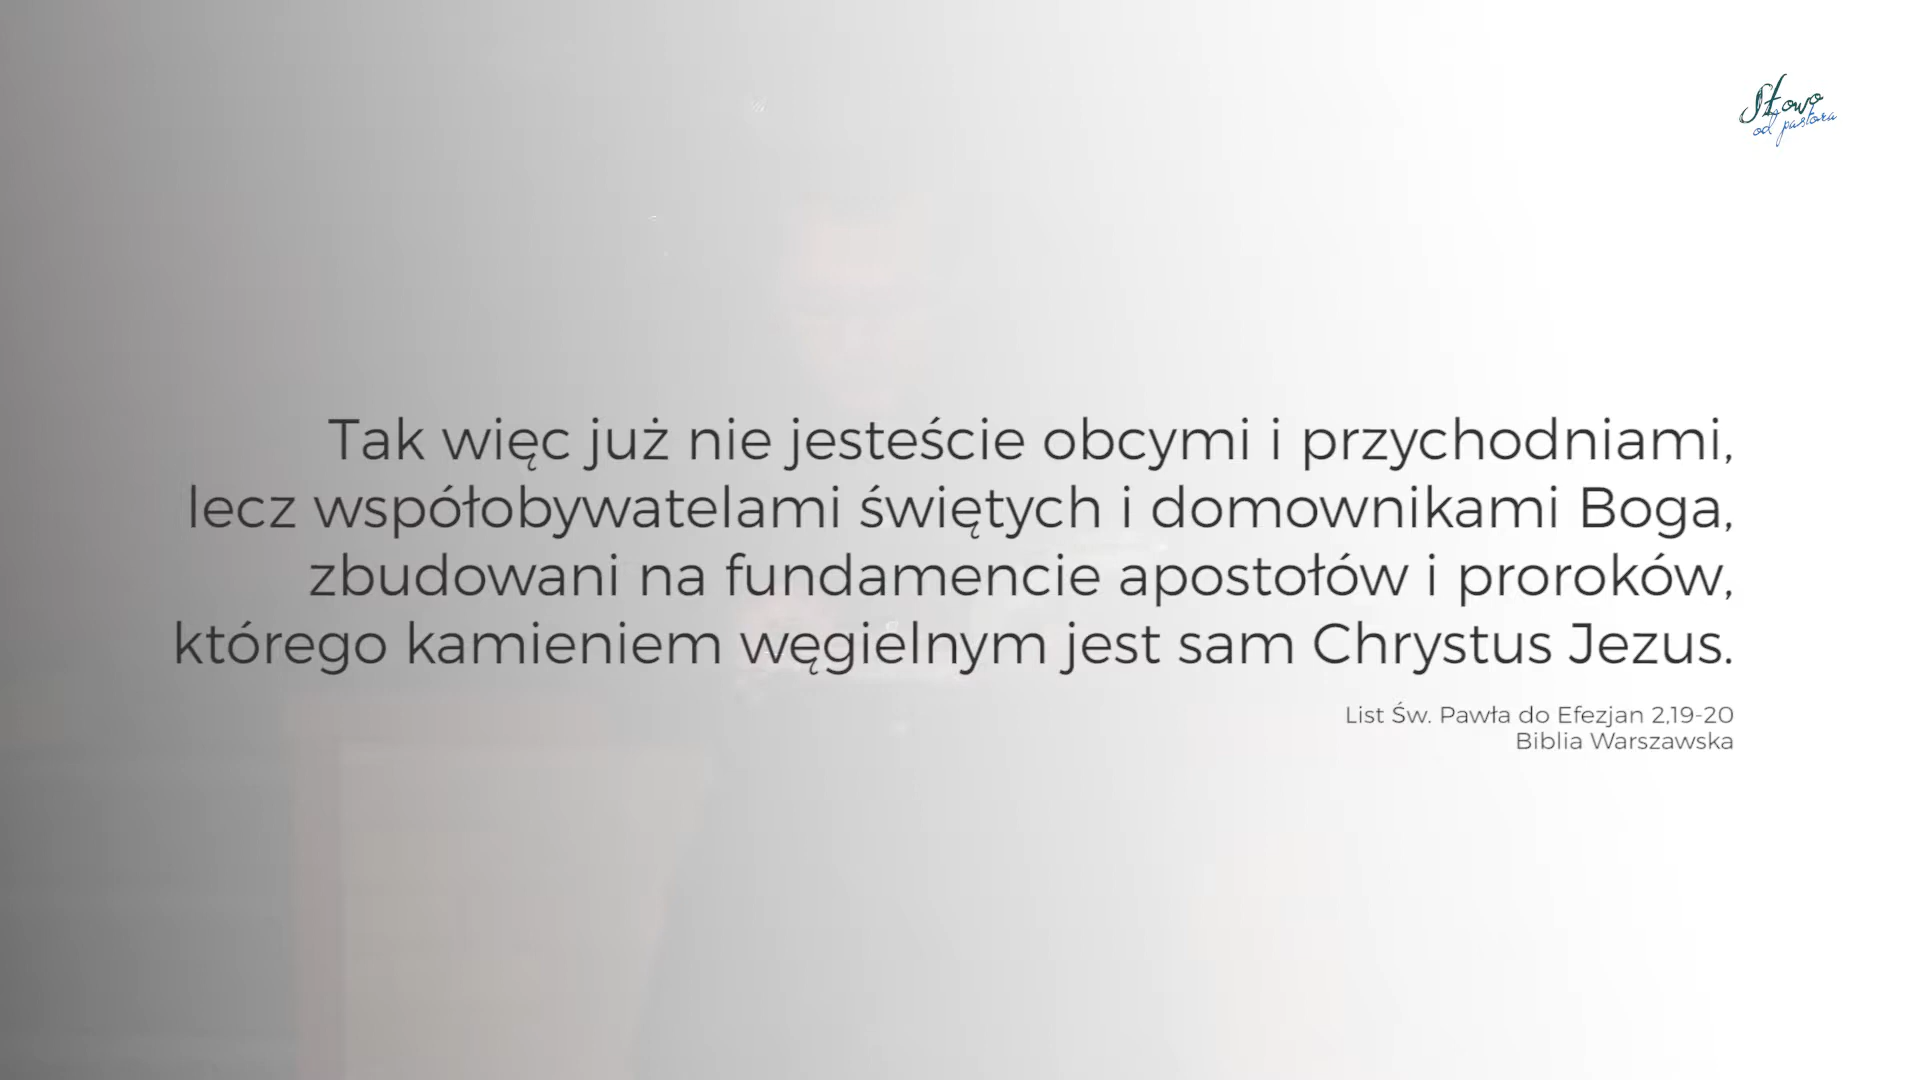 Słowo
od pastora
Tak więc już nie jesteście obcymi i przychodniami,
lecz współobywatelami świętych i domownikami Boga,
zbudowani na fundamencie apostołów i proroków,
którego kamieniem węgielnym jest sam Chrystus Jezus.
List Św. Pawła do Efezjan 2,19-20
Biblia Warszawska